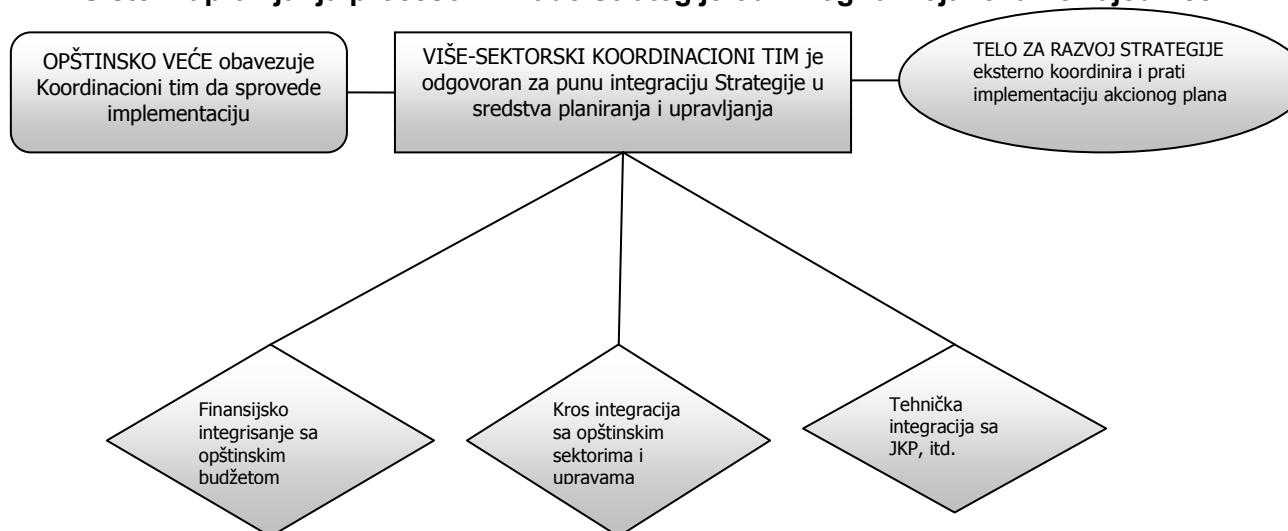 OPŠTINSKO VEĆE obavezuje
Koordinacioni tim da sprovede
implementaciju
VIŠE-SEKTORSKI KOORDINACIONI TIM je
odgovoran za punu integraciju Strategije u
sredstva planiranja i upravljanja
TELO ZA RAZVOJ STRATEGIJE
eksterno koordinira i prati
implementaciju akcionog plana
Finansijsko
integrisanje sa
opštinskim
budžetom
Kros integracija
sa opštinskim
sektorima i
upravama
Tehnička
integracija sa
JKP, itd.